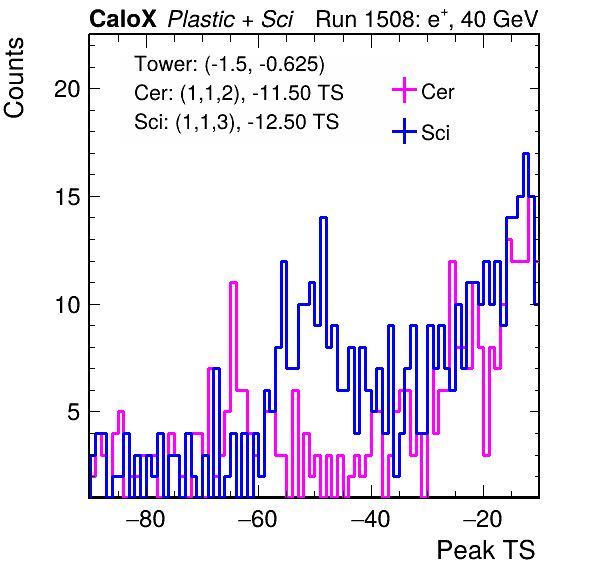 CaloX Plastic + Sci Run 1508: e⁺, 40 GeV
Counts
Tower: (-1.5, -0.625)
Cer: (1,1,2), -11.50 TS
Sci: (1,1,3), -12.50 TS
Cer
Sci
20
15
10
5
−80 −60 −40 −20
Peak TS